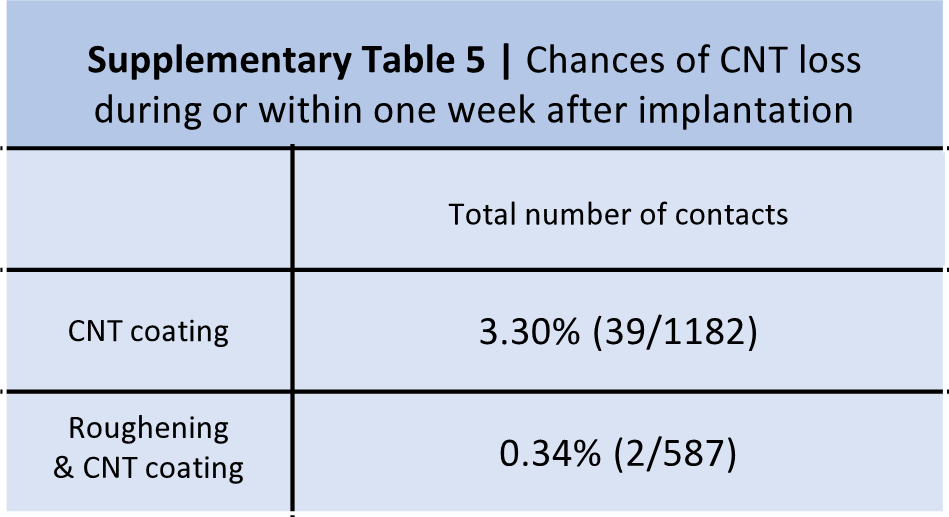 Supplementary Table 5 | Chances of CNT loss
during or within one week after implantation
Total number of contacts
CNT coating
3.30% (39/1182)
Roughening
& CNT coating
0.34% (2/587)